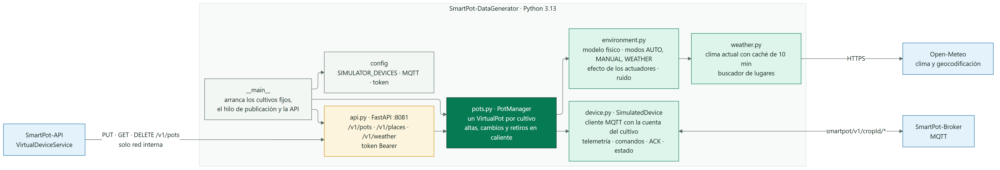 SmartPot-DataGenerator · Python 3.13
SmartPot-API
VirtualDeviceService
PUT · GET · DELETE /v1/pots
solo red interna
__main__
arranca los cultivos fijos,
el hilo de publicación y la API
config
SIMULATOR_DEVICES · MQTT
· token
api.py · FastAPI :8081
/v1/pots · /v1/places ·
/v1/weather
token Bearer
pots.py · PotManager
un VirtualPot por cultivo
altas, cambios y retiros en
caliente
environment.py
modelo físico · modos AUTO,
MANUAL, WEATHER
efecto de los actuadores ·
ruido
device.py · SimulatedDevice
cliente MQTT con la cuenta
del cultivo
telemetría · comandos · ACK ·
estado
weather.py
clima actual con caché de 10
min
buscador de lugares
HTTPS
Open-Meteo
clima y geocodificación
smartpot/v1/cropId/*
SmartPot-Broker
MQTT